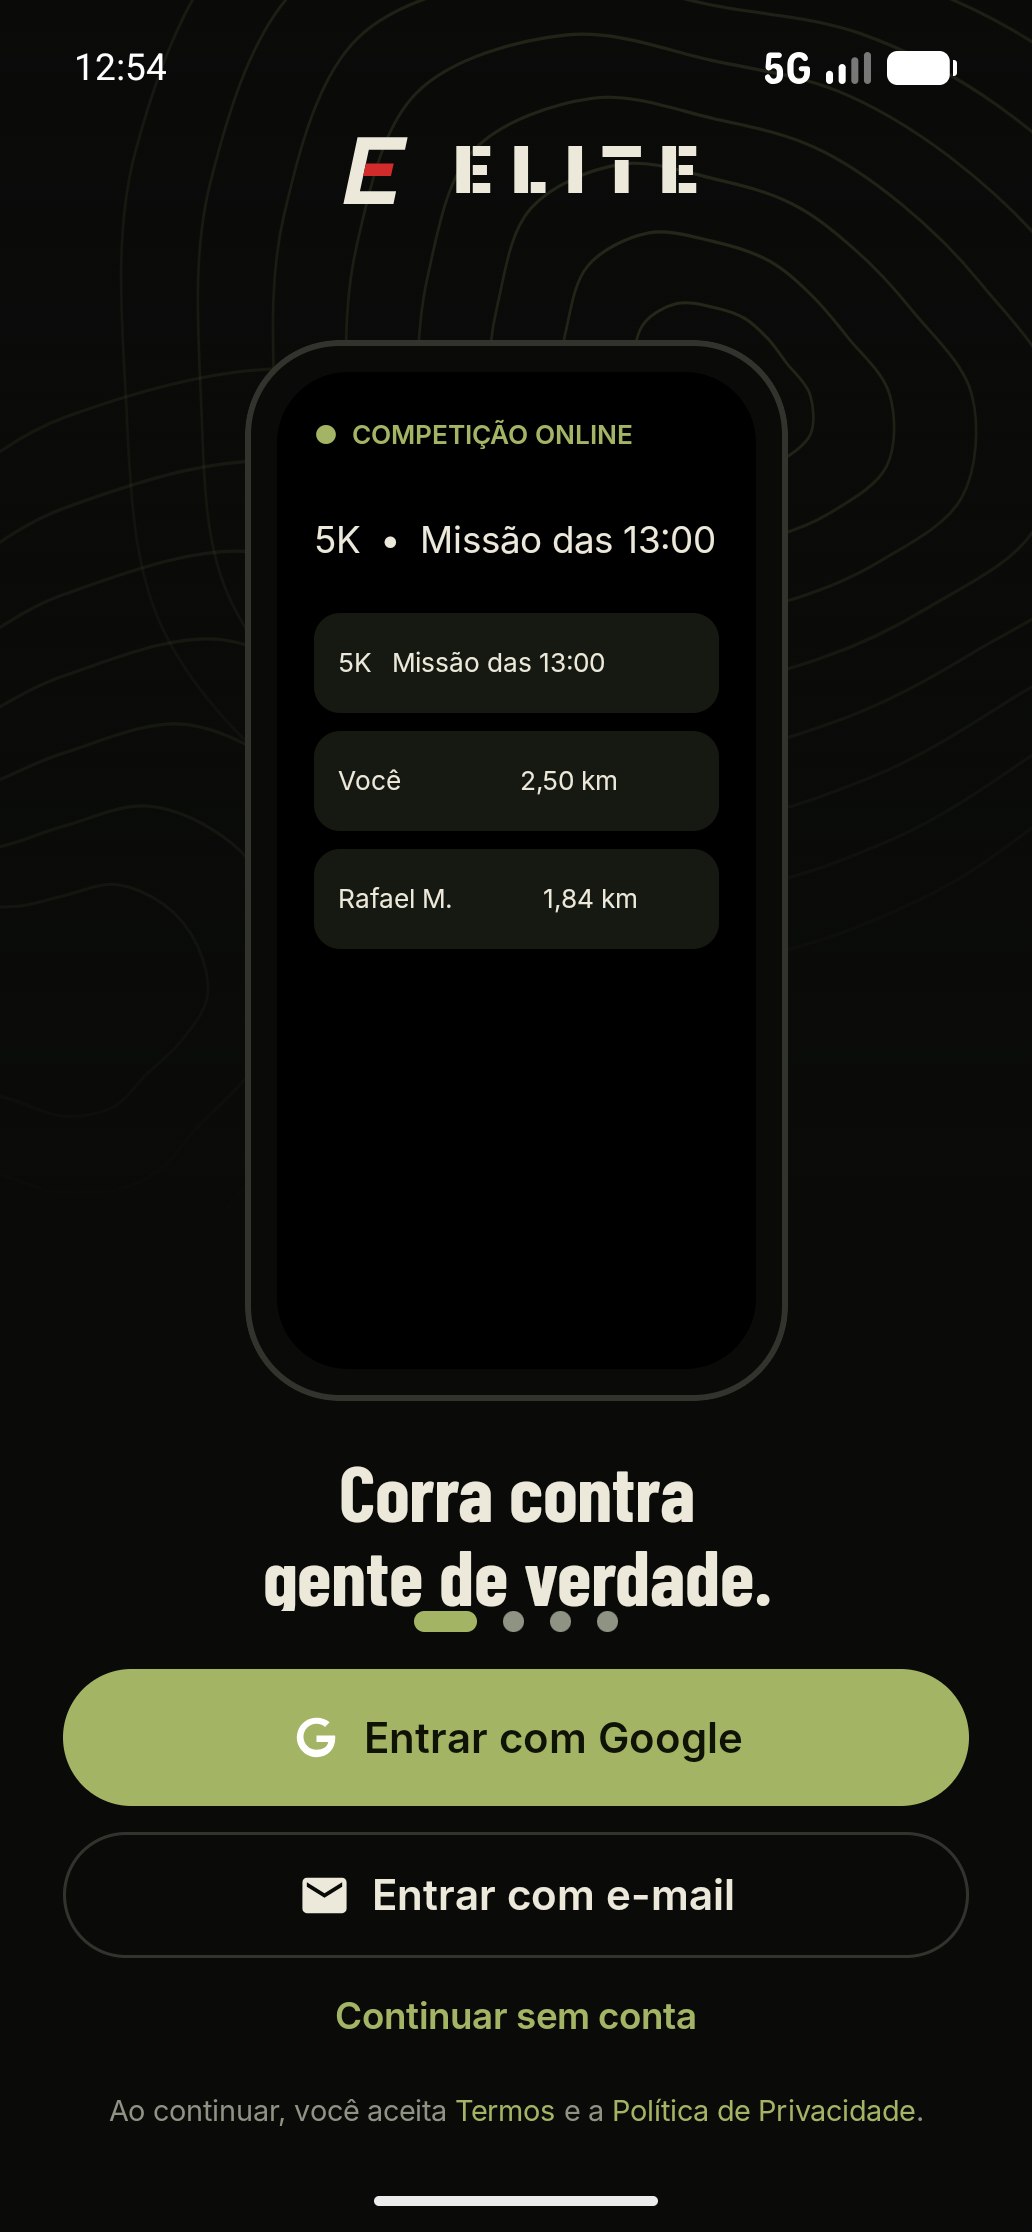 12:54 5G
E ELITE
COMPETIÇÃO ONLINE
5K • Missão das 13:00
5K Missão das 13:00
Você 2,50 km
Rafael M. 1,84 km
Corra contra
gente de verdade.
G Entrar com Google
Entrar com e-mail
Continuar sem conta
Ao continuar, você aceita Termos e a Política de Privacidade.